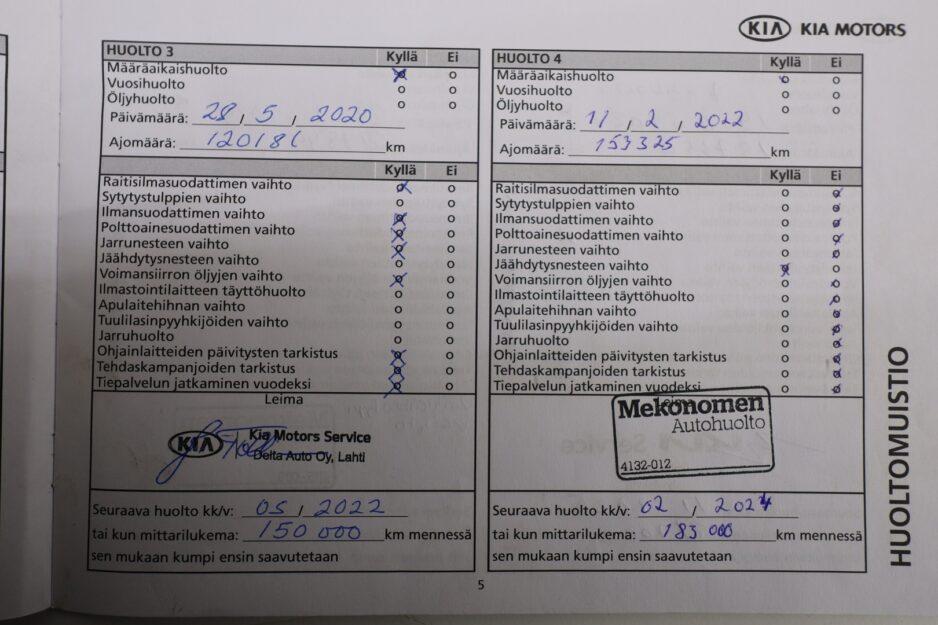 KIA KIA MOTORS
HUOLTO 3 Kyllä Ei
Määräaikaishuolto
Vuosihuolto
Öljyhuolto
Päivämäärä: 28 / 5 / 2020
Ajomäärä: 120181 km
Kyllä Ei
Raitisilmasuodattimen vaihto
Sytytystulppien vaihto
Ilmansuodattimen vaihto
Polttoainesuodattimen vaihto
Jarrunesteen vaihto
Jäähdytysnesteen vaihto
Voimansiirron öljyjen vaihto
Ilmastointilaitteen täyttöhuolto
Apulaitehihnan vaihto
Tuulilasinpyyhkijöiden vaihto
Jarruhuolto
Ohjainlaitteiden päivitysten tarkistus
Tehdaskampanjoiden tarkistus
Tiepalvelun jatkaminen vuodeksi
Leima
KIA Kia Motors Service
Delta Auto Oy, Lahti
Seuraava huolto kk/v: 05 / 2022
tai kun mittarilukema: 150 000 km mennessä
sen mukaan kumpi ensin saavutetaan
HUOLTO 4 Kyllä Ei
Määräaikaishuolto
Vuosihuolto
Öljyhuolto
Päivämäärä: 11 / 2 / 2022
Ajomäärä: 153325 km
Kyllä Ei
Raitisilmasuodattimen vaihto
Sytytystulppien vaihto
Ilmansuodattimen vaihto
Polttoainesuodattimen vaihto
Jarrunesteen vaihto
Jäähdytysnesteen vaihto
Voimansiirron öljyjen vaihto
Ilmastointilaitteen täyttöhuolto
Apulaitehihnan vaihto
Tuulilasinpyyhkijöiden vaihto
Jarruhuolto
Ohjainlaitteiden päivitysten tarkistus
Tehdaskampanjoiden tarkistus
Tiepalvelun jatkaminen vuodeksi
Leima
Mekonomen
Autohuolto
4132-012
Seuraava huolto kk/v: 02 / 2024
tai kun mittarilukema: 183 000 km mennessä
sen mukaan kumpi ensin saavutetaan
HUOLTOMUISTIO
5